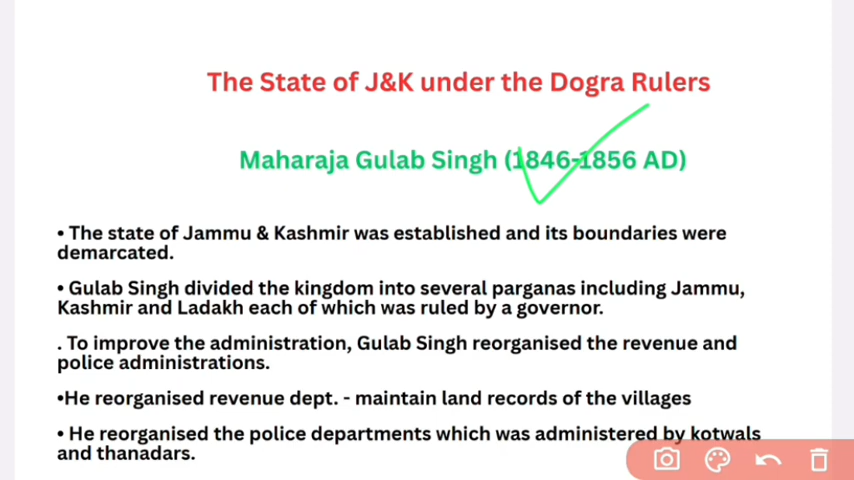 The State of J&K under the Dogra Rulers
Maharaja Gulab Singh (1846-1856 AD)
• The state of Jammu & Kashmir was established and its boundaries were
demarcated.
• Gulab Singh divided the kingdom into several parganas including Jammu,
Kashmir and Ladakh each of which was ruled by a governor.
. To improve the administration, Gulab Singh reorganised the revenue and
police administrations.
•He reorganised revenue dept. - maintain land records of the villages
• He reorganised the police departments which was administered by kotwals
and thanadars.